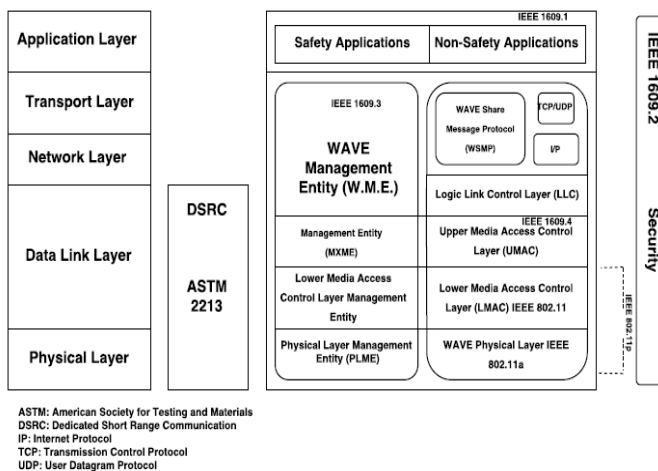 Application Layer
Transport Layer
Network Layer
Data Link Layer
Physical Layer
DSRC
ASTM
2213
IEEE 1609.1
Safety Applications
Non-Safety Applications
IEEE 1609.3
WAVE
Management
Entity (W.M.E.)
Management Entity
(MXME)
Lower Media Access
Control Layer Management
Entity
Physical Layer Management
Entity (PLME)
WAVE Share
Message Protocol
(WSMP)
TCP/UDP
I/P
Logic Link Control Layer (LLC)
IEEE 1609.4
Upper Media Access Control
Layer (UMAC)
Lower Media Access Control
Layer (LMAC) IEEE 802.11
WAVE Physical Layer IEEE
802.11a
IEEE 802.11p
IEEE 1609.2
Security
ASTM: American Society for Testing and Materials
DSRC: Dedicated Short Range Communication
IP: Internet Protocol
TCP: Transmission Control Protocol
UDP: User Datagram Protocol